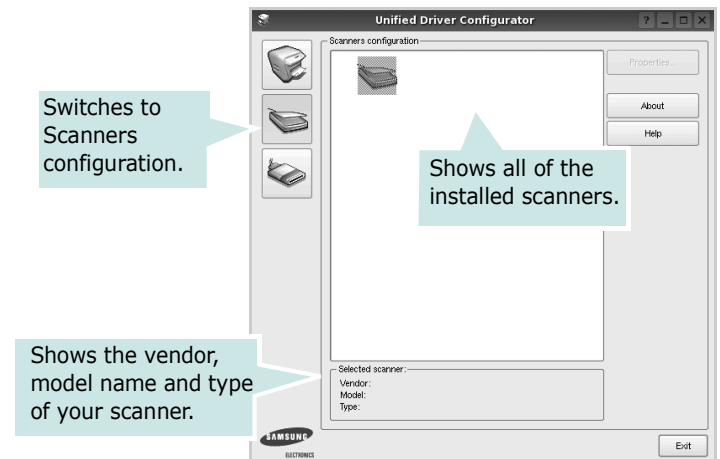 Unified Driver Configurator
Scanners configuration
Properties...
About
Help
Switches to
Scanners
configuration.
Shows all of the
installed scanners.
Shows the vendor,
model name and type
of your scanner.
Selected scanner:
Vendor:
Model:
Type:
SAMSUNG
ELECTRONICS
Exit